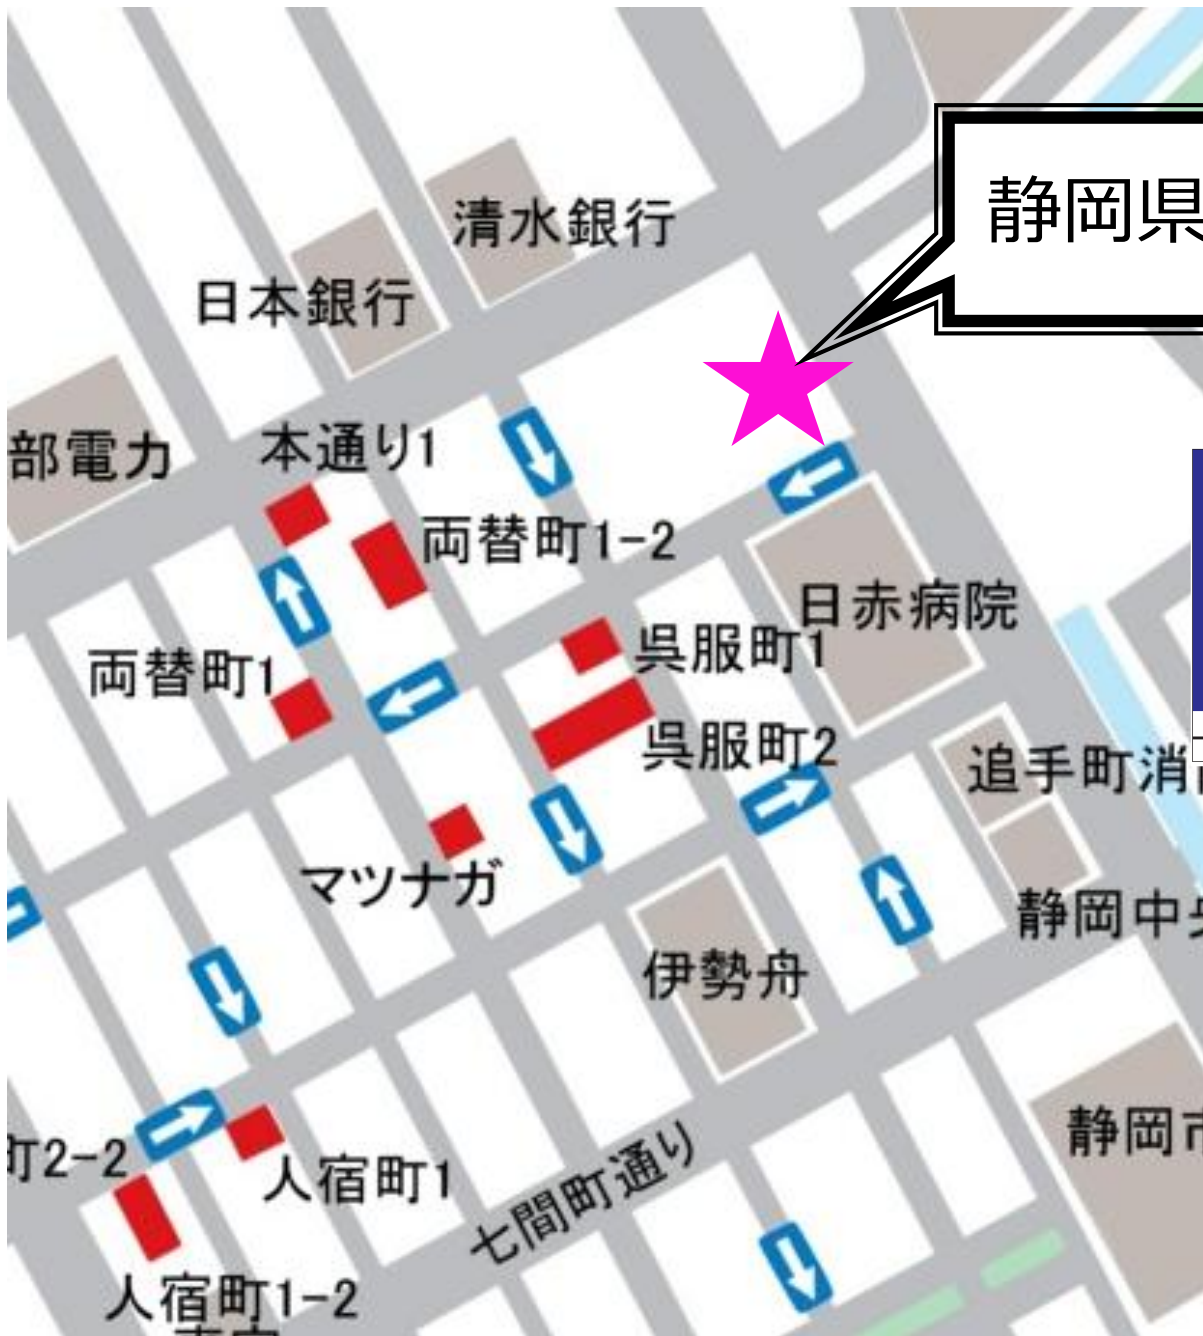 静岡県
清水銀行
日本銀行
部電力
本通り1
両替町1-2
日赤病院
呉服町1
両替町1
呉服町2
追手町消
マツナガ
静岡中央
伊勢舟
静岡市
町2-2
人宿町1
七間町通り
人宿町1-2